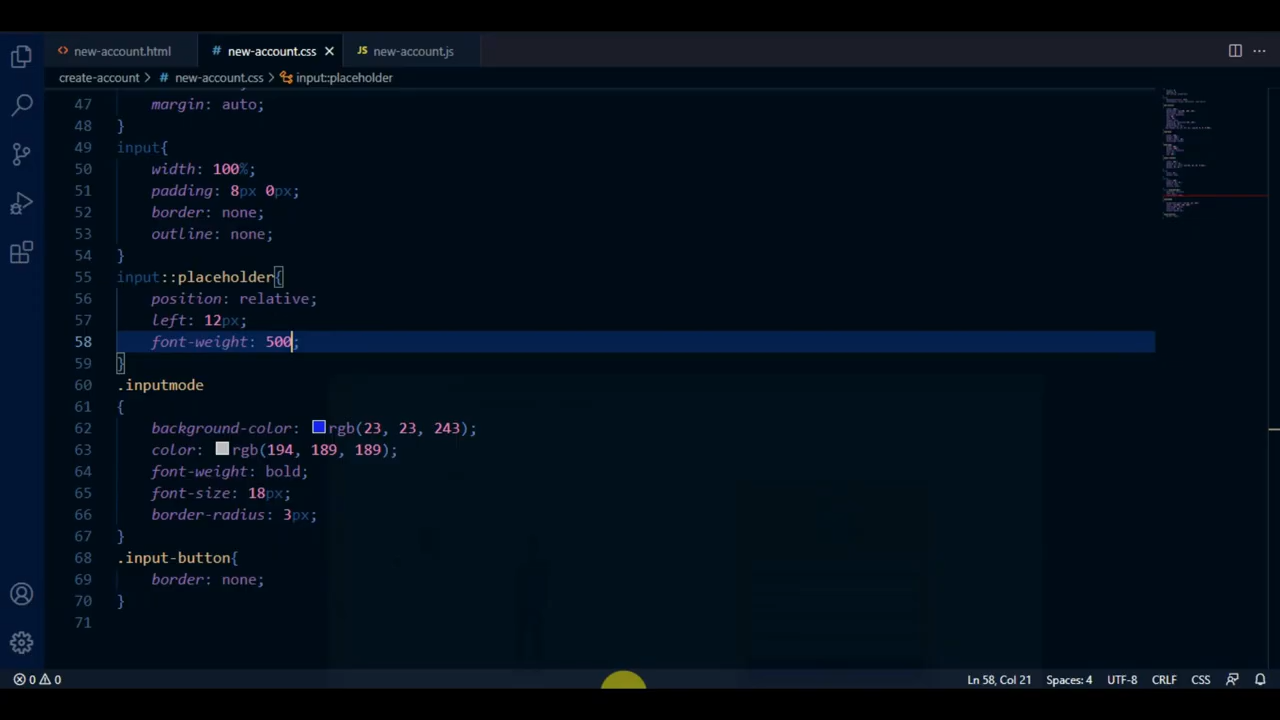 new-account.html
# new-account.css
JS new-account.js
create-account > # new-account.css > input::placeholder
47 margin: auto;
48 }
49 input{
50 width: 100%;
51 padding: 8px 0px;
52 border: none;
53 outline: none;
54 }
55 input::placeholder{
56 position: relative;
57 left: 12px;
58 font-weight: 500;
59 }
60 .inputmode
61 {
62 background-color: rgb(23, 23, 243);
63 color: rgb(194, 189, 189);
64 font-weight: bold;
65 font-size: 18px;
66 border-radius: 3px;
67 }
68 .input-button{
69 border: none;
70 }
71
0 0 Ln 58, Col 21 Spaces: 4 UTF-8 CRLF CSS